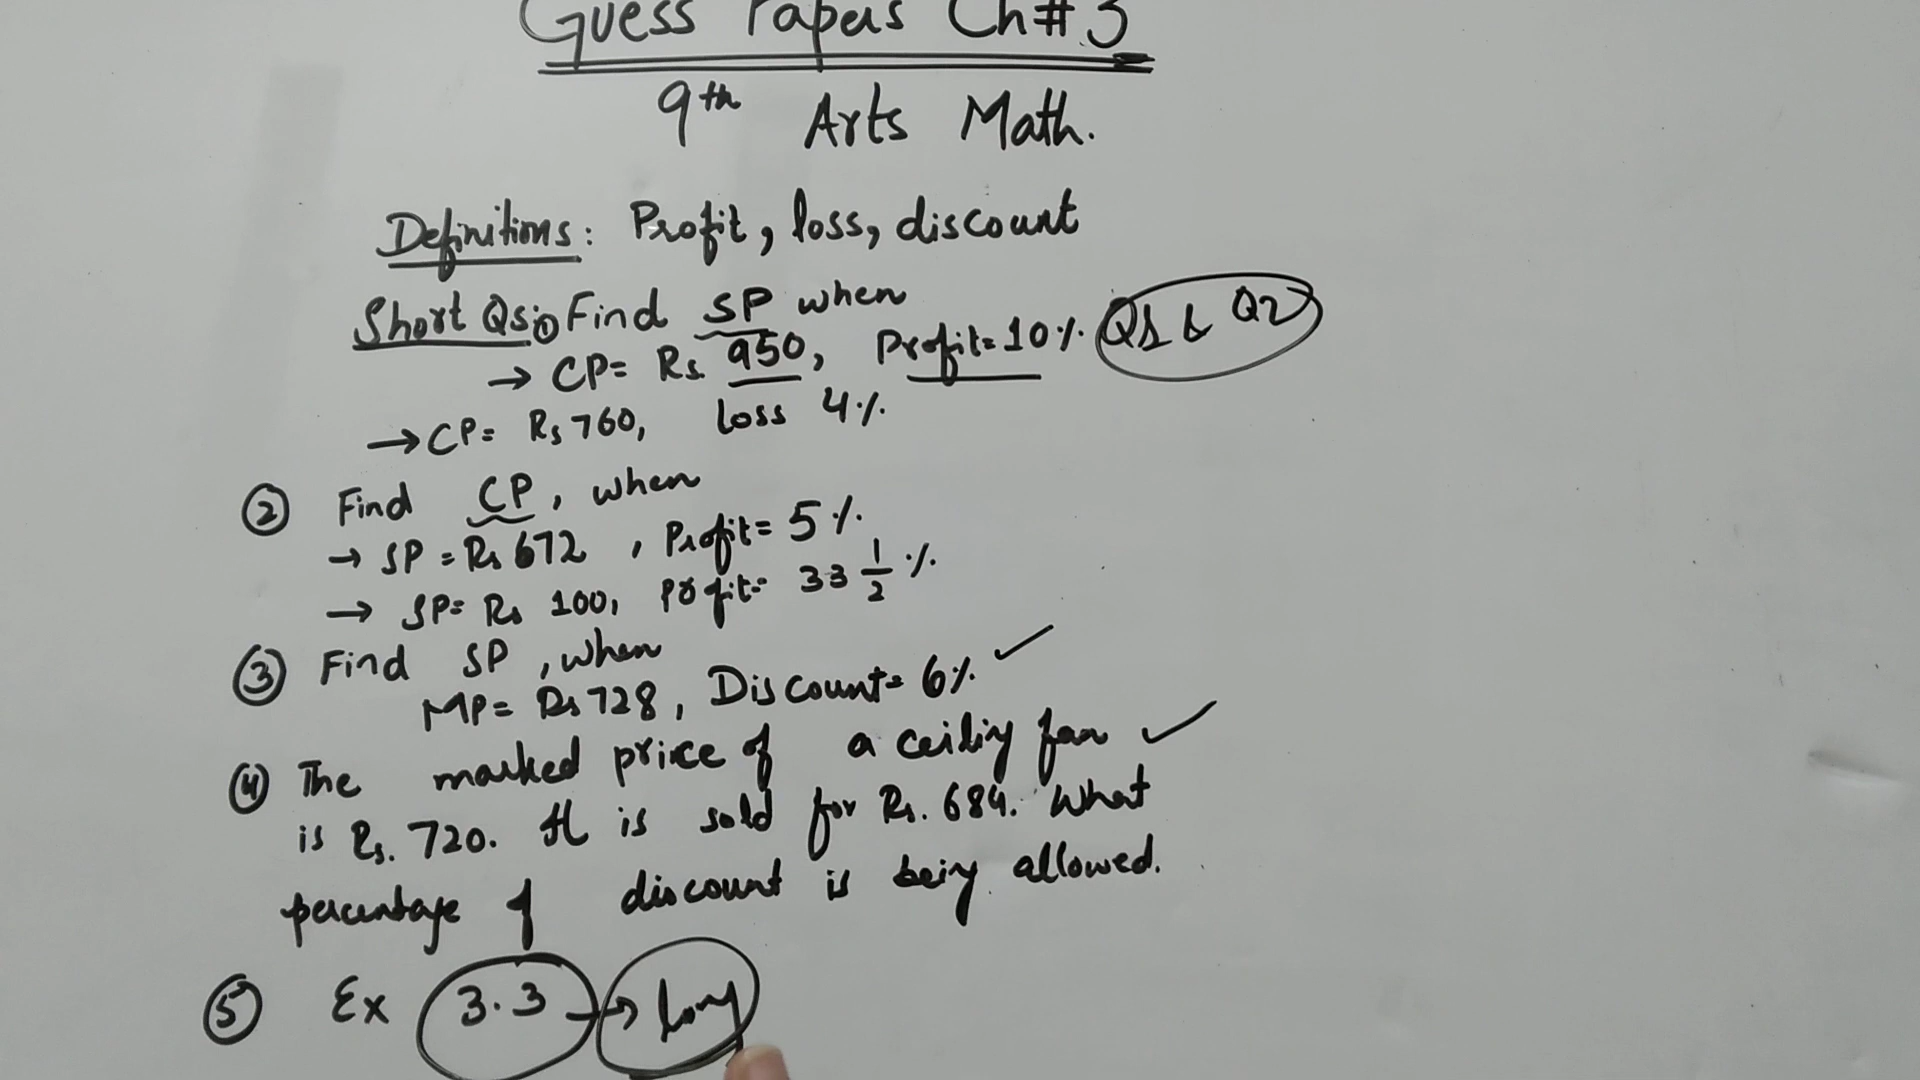 Guess Papers Ch# 3
9th Arts Math.
Definitions: Profit, loss, discount
Short Qs: ① Find SP when
→ CP= Rs. 950, Profit= 10% Q1 & Q2
→ CP= Rs 760, loss 4%
② Find CP, when
→ SP = Rs 672, Profit= 5%
→ SP= Rs 100, Profit= 33 1/2 %
③ Find SP, when
MP= Rs 728, Discount= 6% ✓
④ The marked price of a ceiling fan ✓
is Rs. 720. It is sold for Rs. 684. What
percentage of discount is being allowed.
⑤ Ex 3.3 → long